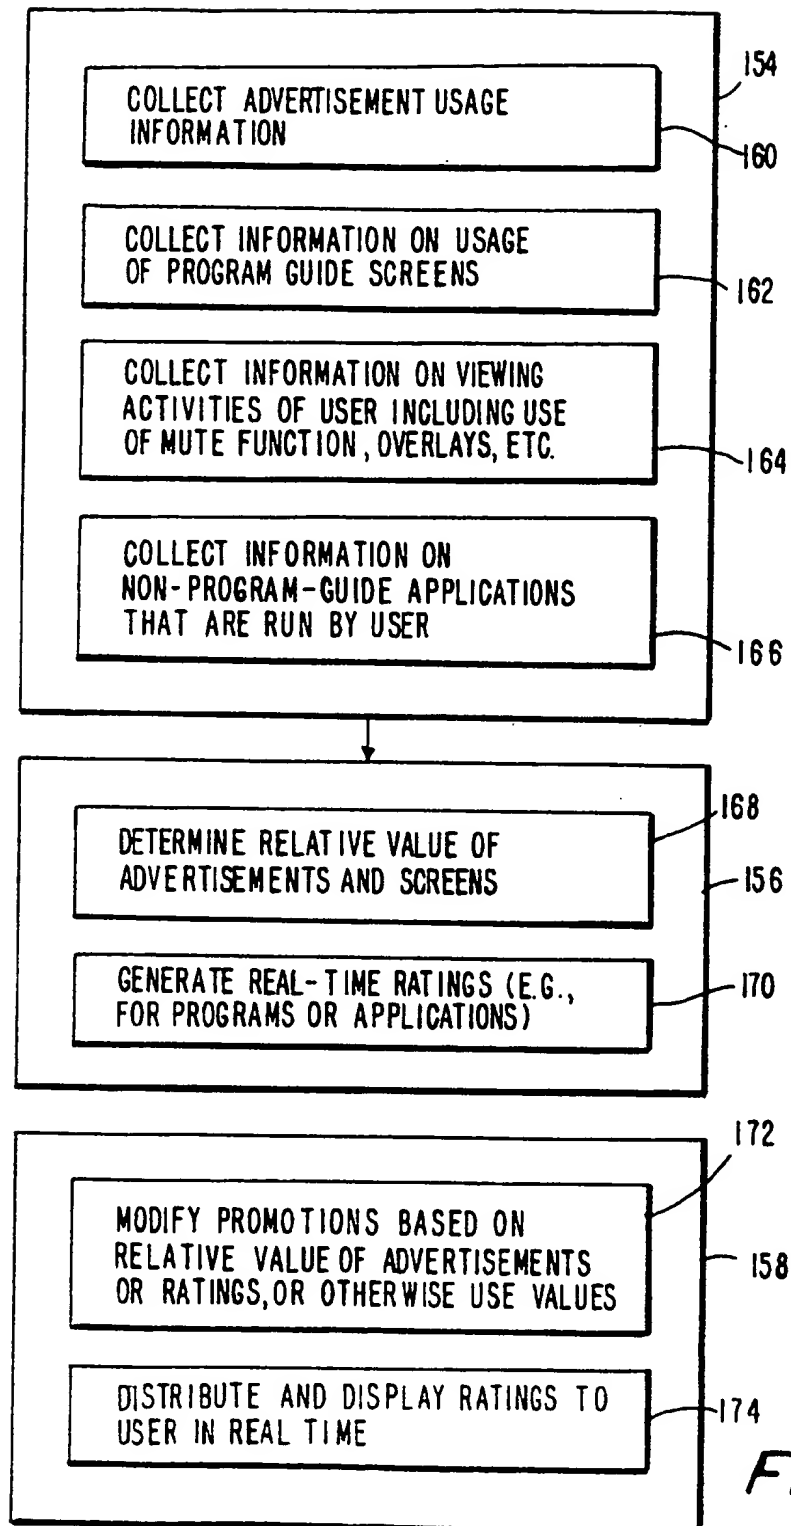 154
COLLECT ADVERTISEMENT USAGE
INFORMATION
160
COLLECT INFORMATION ON USAGE
OF PROGRAM GUIDE SCREENS
162
COLLECT INFORMATION ON VIEWING
ACTIVITIES OF USER INCLUDING USE
OF MUTE FUNCTION, OVERLAYS, ETC.
164
COLLECT INFORMATION ON
NON-PROGRAM-GUIDE APPLICATIONS
THAT ARE RUN BY USER
166
168
DETERMINE RELATIVE VALUE OF
ADVERTISEMENTS AND SCREENS
156
GENERATE REAL-TIME RATINGS (E.G.,
FOR PROGRAMS OR APPLICATIONS)
170
172
MODIFY PROMOTIONS BASED ON
RELATIVE VALUE OF ADVERTISEMENTS
OR RATINGS, OR OTHERWISE USE VALUES
158
DISTRIBUTE AND DISPLAY RATINGS TO
USER IN REAL TIME
174